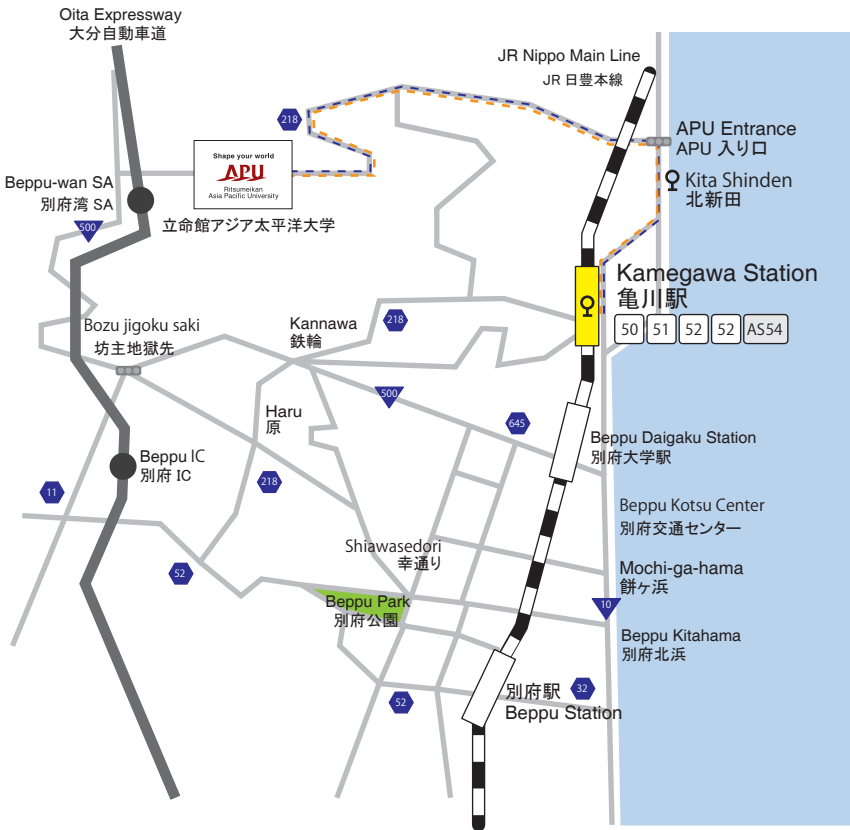 Oita Expressway
大分自動車道
JR Nippo Main Line
JR 日豊本線
218
APU Entrance
APU 入り口
Shape your world
APU
Ritsumeikan
Asia Pacific University
Beppu-wan SA
別府湾 SA
Kita Shinden
北新田
立命館アジア太平洋大学
500
Kamegawa Station
亀川駅
50 51 52 52 AS54
Bozu jigoku saki
坊主地獄先
Kannawa
鉄輪
218
500
Haru
原
645
Beppu Daigaku Station
別府大学駅
Beppu IC
別府 IC
11
218
Beppu Kotsu Center
別府交通センター
Shiawasedori
幸通り
52
Mochi-ga-hama
餅ヶ浜
Beppu Park
別府公園
10
Beppu Kitahama
別府北浜
別府駅
Beppu Station
32
52